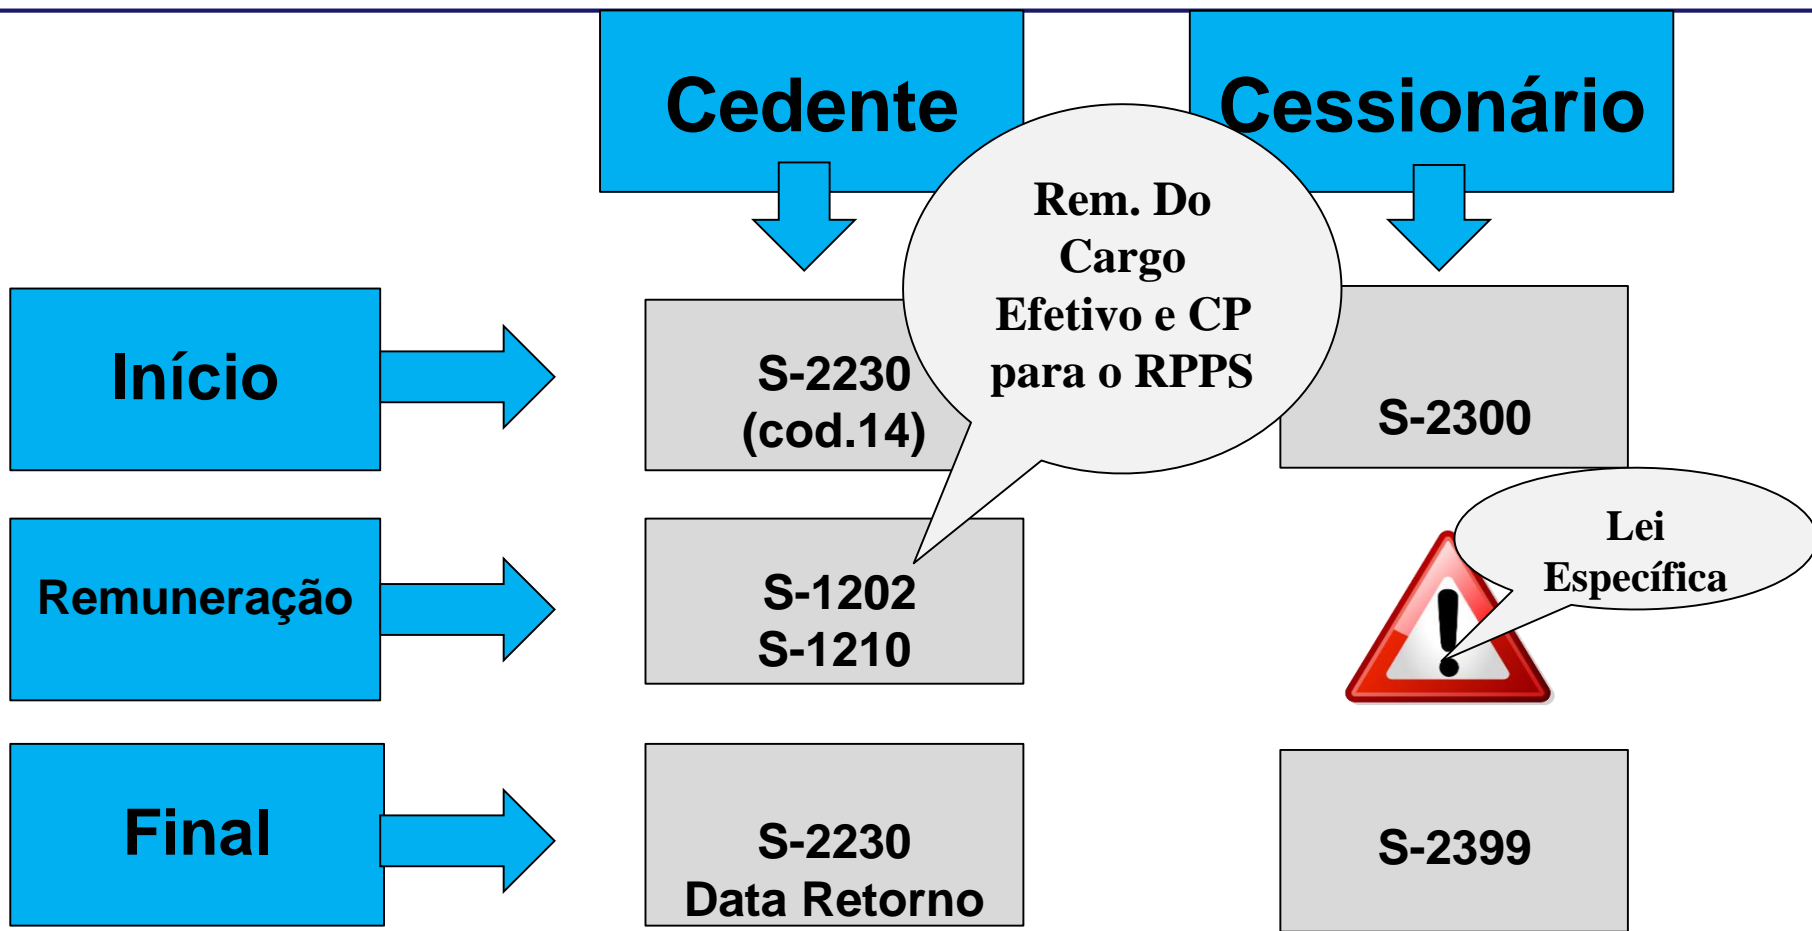 Cedente
Cessionário
Rem. Do
Cargo
Efetivo e CP
para o RPPS
Início
S-2230
(cod.14)
S-2300
Remuneração
S-1202
S-1210
Lei
Específica
Final
S-2230
Data Retorno
S-2399